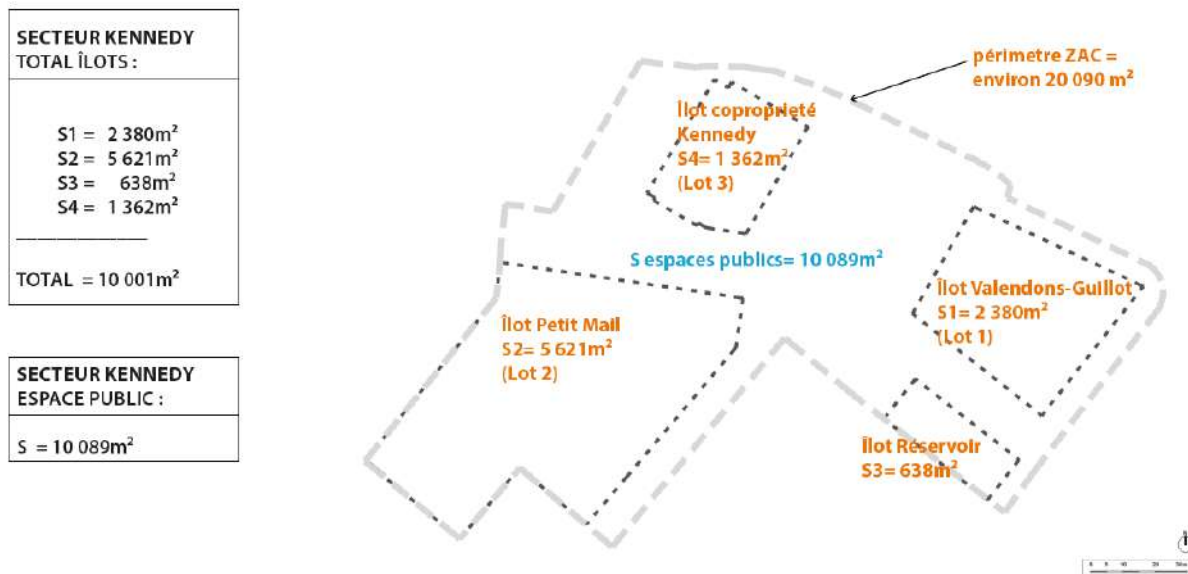 SECTEUR KENNEDY
TOTAL ÎLOTS :
S1 = 2 380m²
S2 = 5 621m²
S3 = 638m²
S4 = 1 362m²
TOTAL = 10 001m²
SECTEUR KENNEDY
ESPACE PUBLIC :
S = 10 089m²
périmetre ZAC =
environ 20 090 m²
Îlot coproprieté
Kennedy
S4= 1 362m²
(Lot 3)
S espaces publics= 10 089m²
Îlot Valendons-Guillot
S1= 2 380m²
(Lot 1)
Îlot Petit Mail
S2= 5 621m²
(Lot 2)
Îlot Réservoir
S3= 638m²